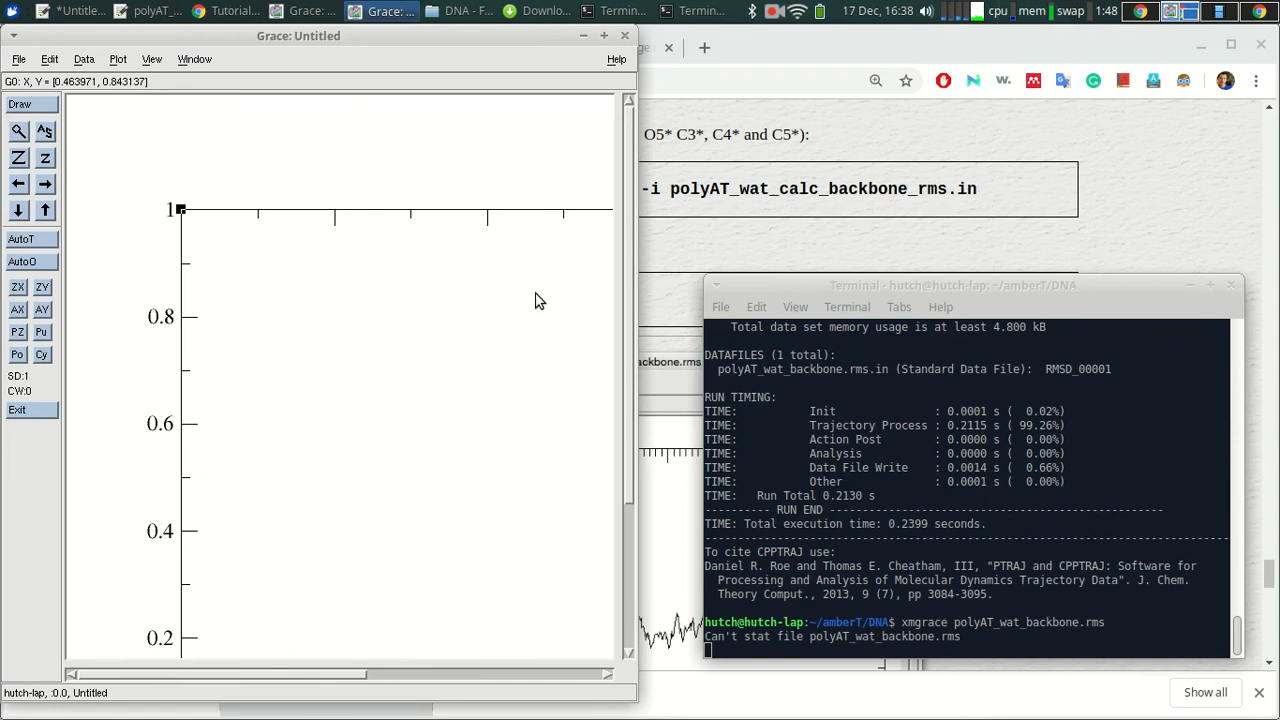 *Untitle...
polyAT_...
Tutorial...
Grace: ...
Grace: ...
DNA - F...
Downlo...
Termin...
Termin...
17 Dec, 16:38
cpu
mem
swap
1:48
Grace: Untitled
File Edit Data Plot View Window Help
G0: X, Y = [0.463971, 0.843137]
Draw
AS
Z z
AutoT
AutoO
ZX ZY
AX AY
PZ Pu
Po Cy
SD:1
CW:0
Exit
1
0.8
0.6
0.4
0.2
hutch-lap, :0.0, Untitled
O5* C3*, C4* and C5*):
-i polyAT_wat_calc_backbone_rms.in
ackbone.rms
Terminal - hutch@hutch-lap: ~/amberT/DNA
File Edit View Terminal Tabs Help
Total data set memory usage is at least 4.800 kB
DATAFILES (1 total):
polyAT_wat_backbone.rms.in (Standard Data File): RMSD_00001
RUN TIMING:
TIME: Init : 0.0001 s ( 0.02%)
TIME: Trajectory Process : 0.2115 s ( 99.26%)
TIME: Action Post : 0.0000 s ( 0.00%)
TIME: Analysis : 0.0000 s ( 0.00%)
TIME: Data File Write : 0.0014 s ( 0.66%)
TIME: Other : 0.0001 s ( 0.00%)
TIME: Run Total 0.2130 s
---------- RUN END --------------------------------------------------
TIME: Total execution time: 0.2399 seconds.
--------------------------------------------------------------------------------
To cite CPPTRAJ use:
Daniel R. Roe and Thomas E. Cheatham, III, "PTRAJ and CPPTRAJ: Software for
Processing and Analysis of Molecular Dynamics Trajectory Data". J. Chem.
Theory Comput., 2013, 9 (7), pp 3084-3095.
hutch@hutch-lap:~/amberT/DNA$ xmgrace polyAT_wat_backbone.rms
Can't stat file polyAT_wat_backbone.rms
Show all